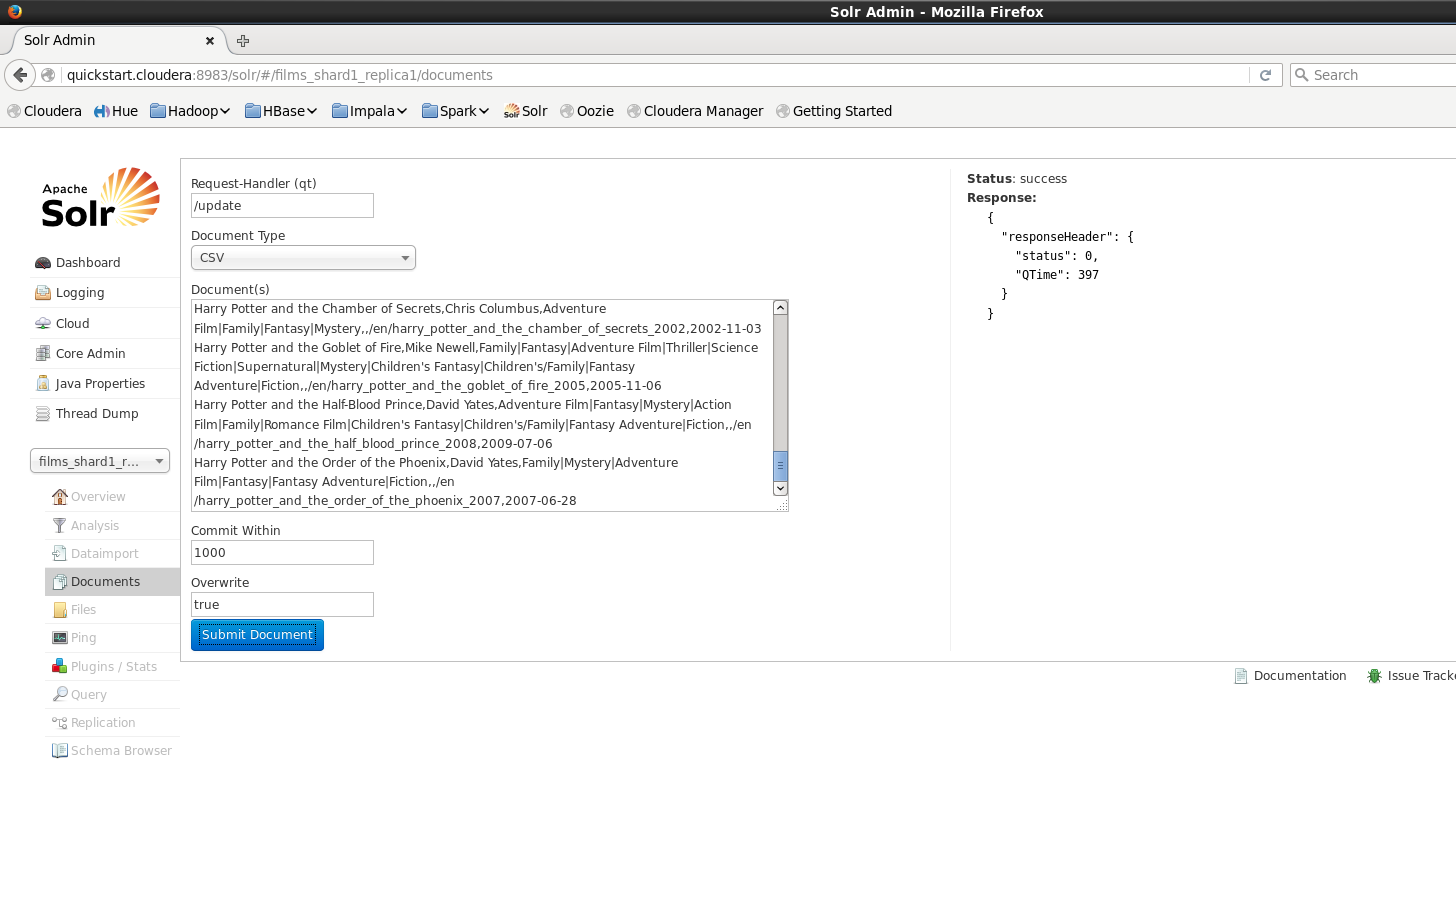 Solr Admin - Mozilla Firefox
Solr Admin
quickstart.cloudera:8983/solr/#/films_shard1_replica1/documents
Search
Cloudera Hue Hadoop HBase Impala Spark Solr Oozie Cloudera Manager Getting Started
Apache
Solr
Dashboard
Logging
Cloud
Core Admin
Java Properties
Thread Dump
films_shard1_r...
Overview
Analysis
Dataimport
Documents
Files
Ping
Plugins / Stats
Query
Replication
Schema Browser
Request-Handler (qt)
/update
Document Type
CSV
Document(s)
Harry Potter and the Chamber of Secrets,Chris Columbus,Adventure
Film|Family|Fantasy|Mystery,,/en/harry_potter_and_the_chamber_of_secrets_2002,2002-11-03
Harry Potter and the Goblet of Fire,Mike Newell,Family|Fantasy|Adventure Film|Thriller|Science
Fiction|Supernatural|Mystery|Children's Fantasy|Children's/Family|Fantasy
Adventure|Fiction,,/en/harry_potter_and_the_goblet_of_fire_2005,2005-11-06
Harry Potter and the Half-Blood Prince,David Yates,Adventure Film|Fantasy|Mystery|Action
Film|Family|Romance Film|Children's Fantasy|Children's/Family|Fantasy Adventure|Fiction,,/en
/harry_potter_and_the_half_blood_prince_2008,2009-07-06
Harry Potter and the Order of the Phoenix,David Yates,Family|Mystery|Adventure
Film|Fantasy|Fantasy Adventure|Fiction,,/en
/harry_potter_and_the_order_of_the_phoenix_2007,2007-06-28
Commit Within
1000
Overwrite
true
Submit Document
Status: success
Response:
{
"responseHeader": {
"status": 0,
"QTime": 397
}
}
Documentation
Issue Tracke